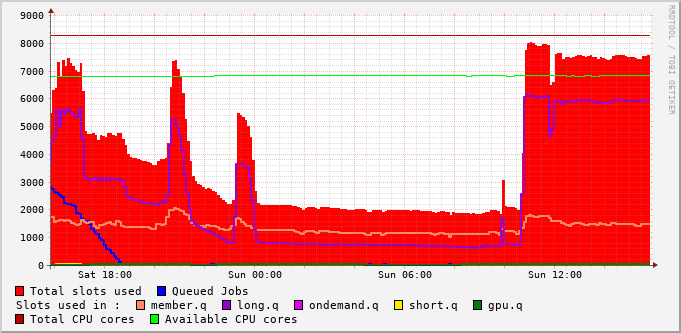 9000
8000
7000
6000
5000
4000
3000
2000
1000
0
Sat 18:00 Sun 00:00 Sun 06:00 Sun 12:00
RRDTOOL / TOBI OETIKER
Total slots used Queued Jobs
Slots used in : member.q long.q ondemand.q short.q gpu.q
Total CPU cores Available CPU cores